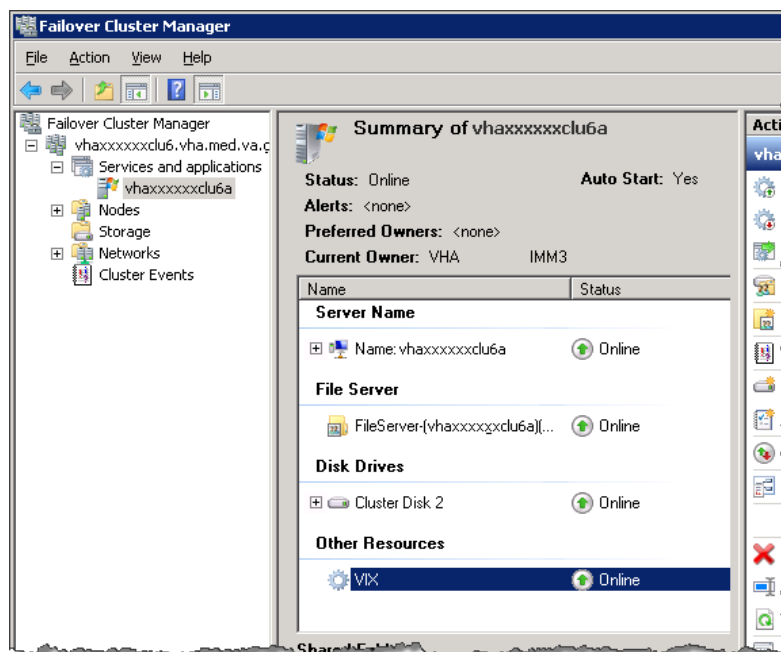 Failover Cluster Manager
File Action View Help
Failover Cluster Manager
vhaxxxxxxclu6.vha.med.va.g
Services and applications
vhaxxxxxxclu6a
Nodes
Storage
Networks
Cluster Events
Summary of vhaxxxxxxclu6a
Status: Online Auto Start: Yes
Alerts: <none>
Preferred Owners: <none>
Current Owner: VHA IMM3
Name Status
Server Name
Name: vhaxxxxxxclu6a Online
File Server
FileServer-(vhaxxxxxxclu6a)(... Online
Disk Drives
Cluster Disk 2 Online
Other Resources
VIX Online
Acti
vha